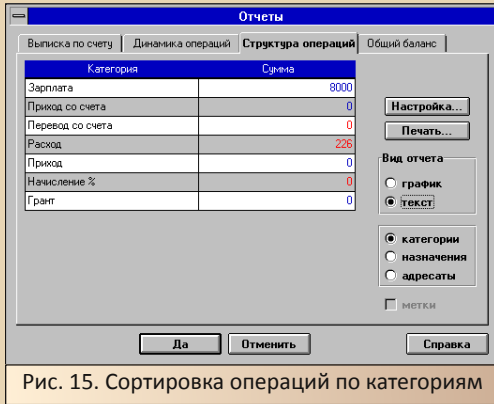 Отчеты
Выписка по счету Динамика операций Структура операций Общий баланс
Категория Сумма
Зарплата 8000
Приход со счета 0
Перевод со счета 0
Расход 226
Приход 0
Начисление % 0
Грант 0
Настройка...
Печать...
Вид отчета
график
текст
категории
назначения
адресаты
метки
Да Отменить Справка
Рис. 15. Сортировка операций по категориям